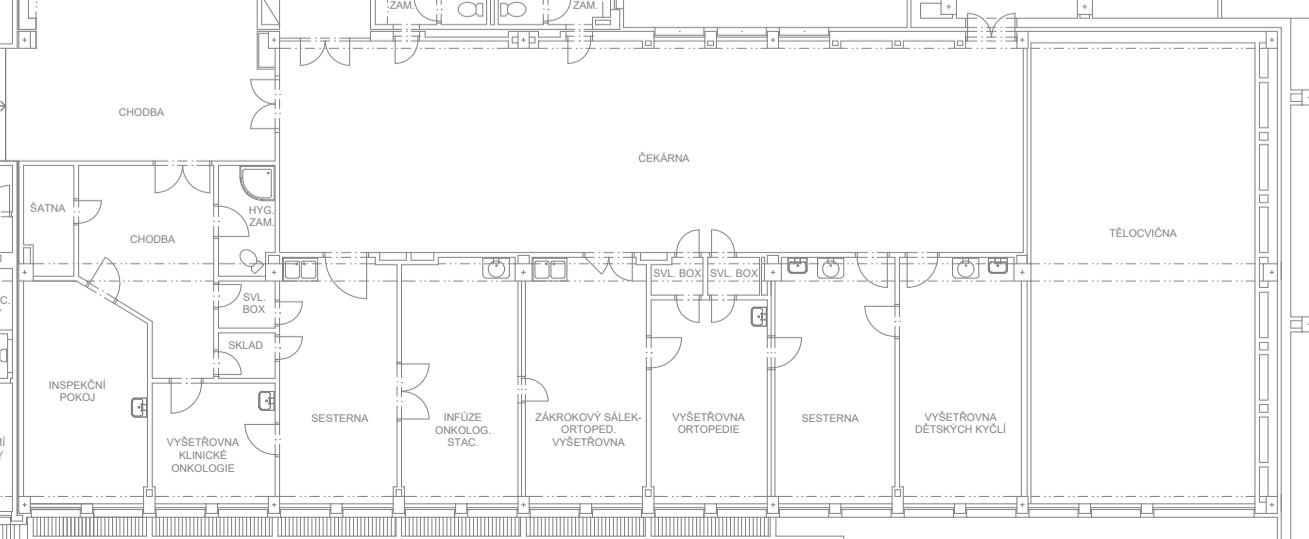 ZAM.
ZAM.
CHODBA
ČEKÁRNA
ŠATNA
HYG.
ZAM.
CHODBA
TĚLOCVIČNA
SVL. BOX
SVL. BOX
SVL.
BOX
SKLAD
INSPEKČNÍ
POKOJ
SESTERNA
INFÚZE
ONKOLOG.
STAC.
ZÁKROKOVÝ SÁLEK-
ORTOPED.
VYŠETŘOVNA
VYŠETŘOVNA
ORTOPEDIE
SESTERNA
VYŠETŘOVNA
DĚTSKÝCH KYČLÍ
VYŠETŘOVNA
KLINICKÉ
ONKOLOGIE